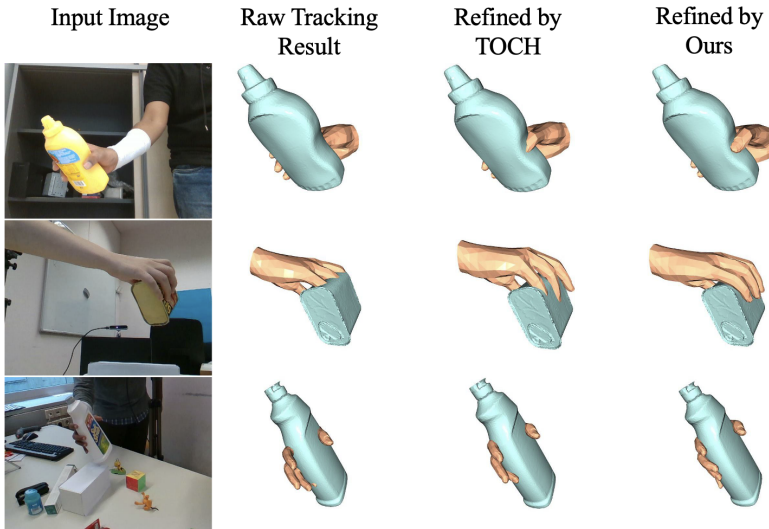 Input Image
Raw Tracking
Result
Refined by
TOCH
Refined by
Ours